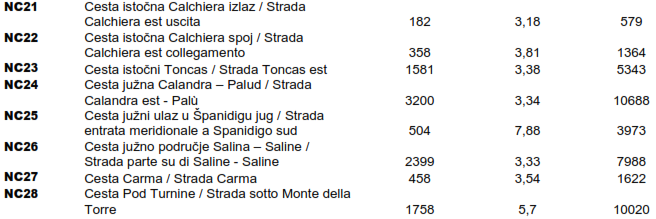 NC21 Cesta istočna Calchiera izlaz / Strada
Calchiera est uscita 182 3,18 579
NC22 Cesta istočna Calchiera spoj / Strada
Calchiera est collegamento 358 3,81 1364
NC23 Cesta istočni Toncas / Strada Toncas est 1581 3,38 5343
NC24 Cesta južna Calandra – Palud / Strada
Calandra est - Palù 3200 3,34 10688
NC25 Cesta južni ulaz u Španidigu jug / Strada
entrata meridionale a Spanidigo sud 504 7,88 3973
NC26 Cesta južno područje Salina – Saline /
Strada parte su di Saline - Saline 2399 3,33 7988
NC27 Cesta Carma / Strada Carma 458 3,54 1622
NC28 Cesta Pod Turnine / Strada sotto Monte della
Torre 1758 5,7 10020